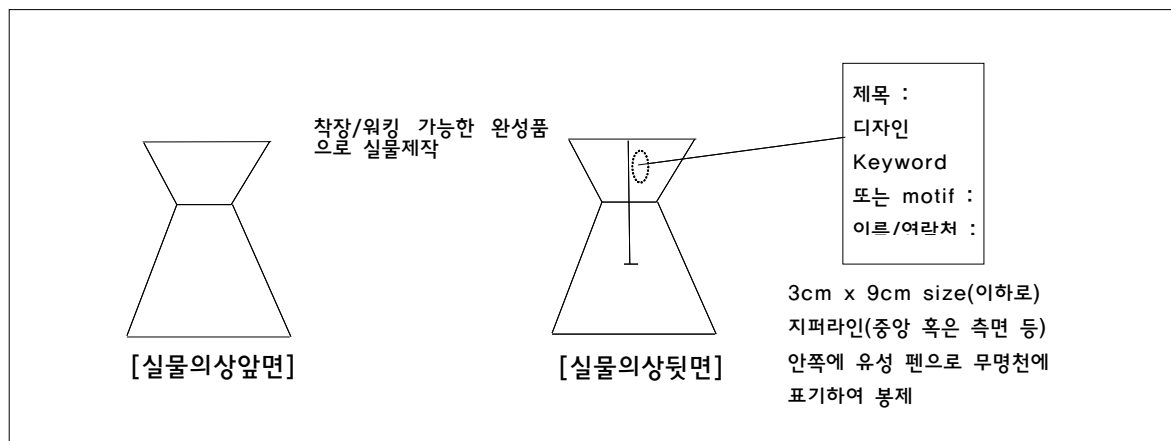 착장/워킹 가능한 완성품
으로 실물제작
제목 :
디자인
Keyword
또는 motif :
이름/연락처 :
3cm x 9cm size(이하로)
지퍼라인(중앙 혹은 측면 등)
안쪽에 유성 펜으로 무명천에
표기하여 봉제
[실물의상앞면]
[실물의상뒷면]